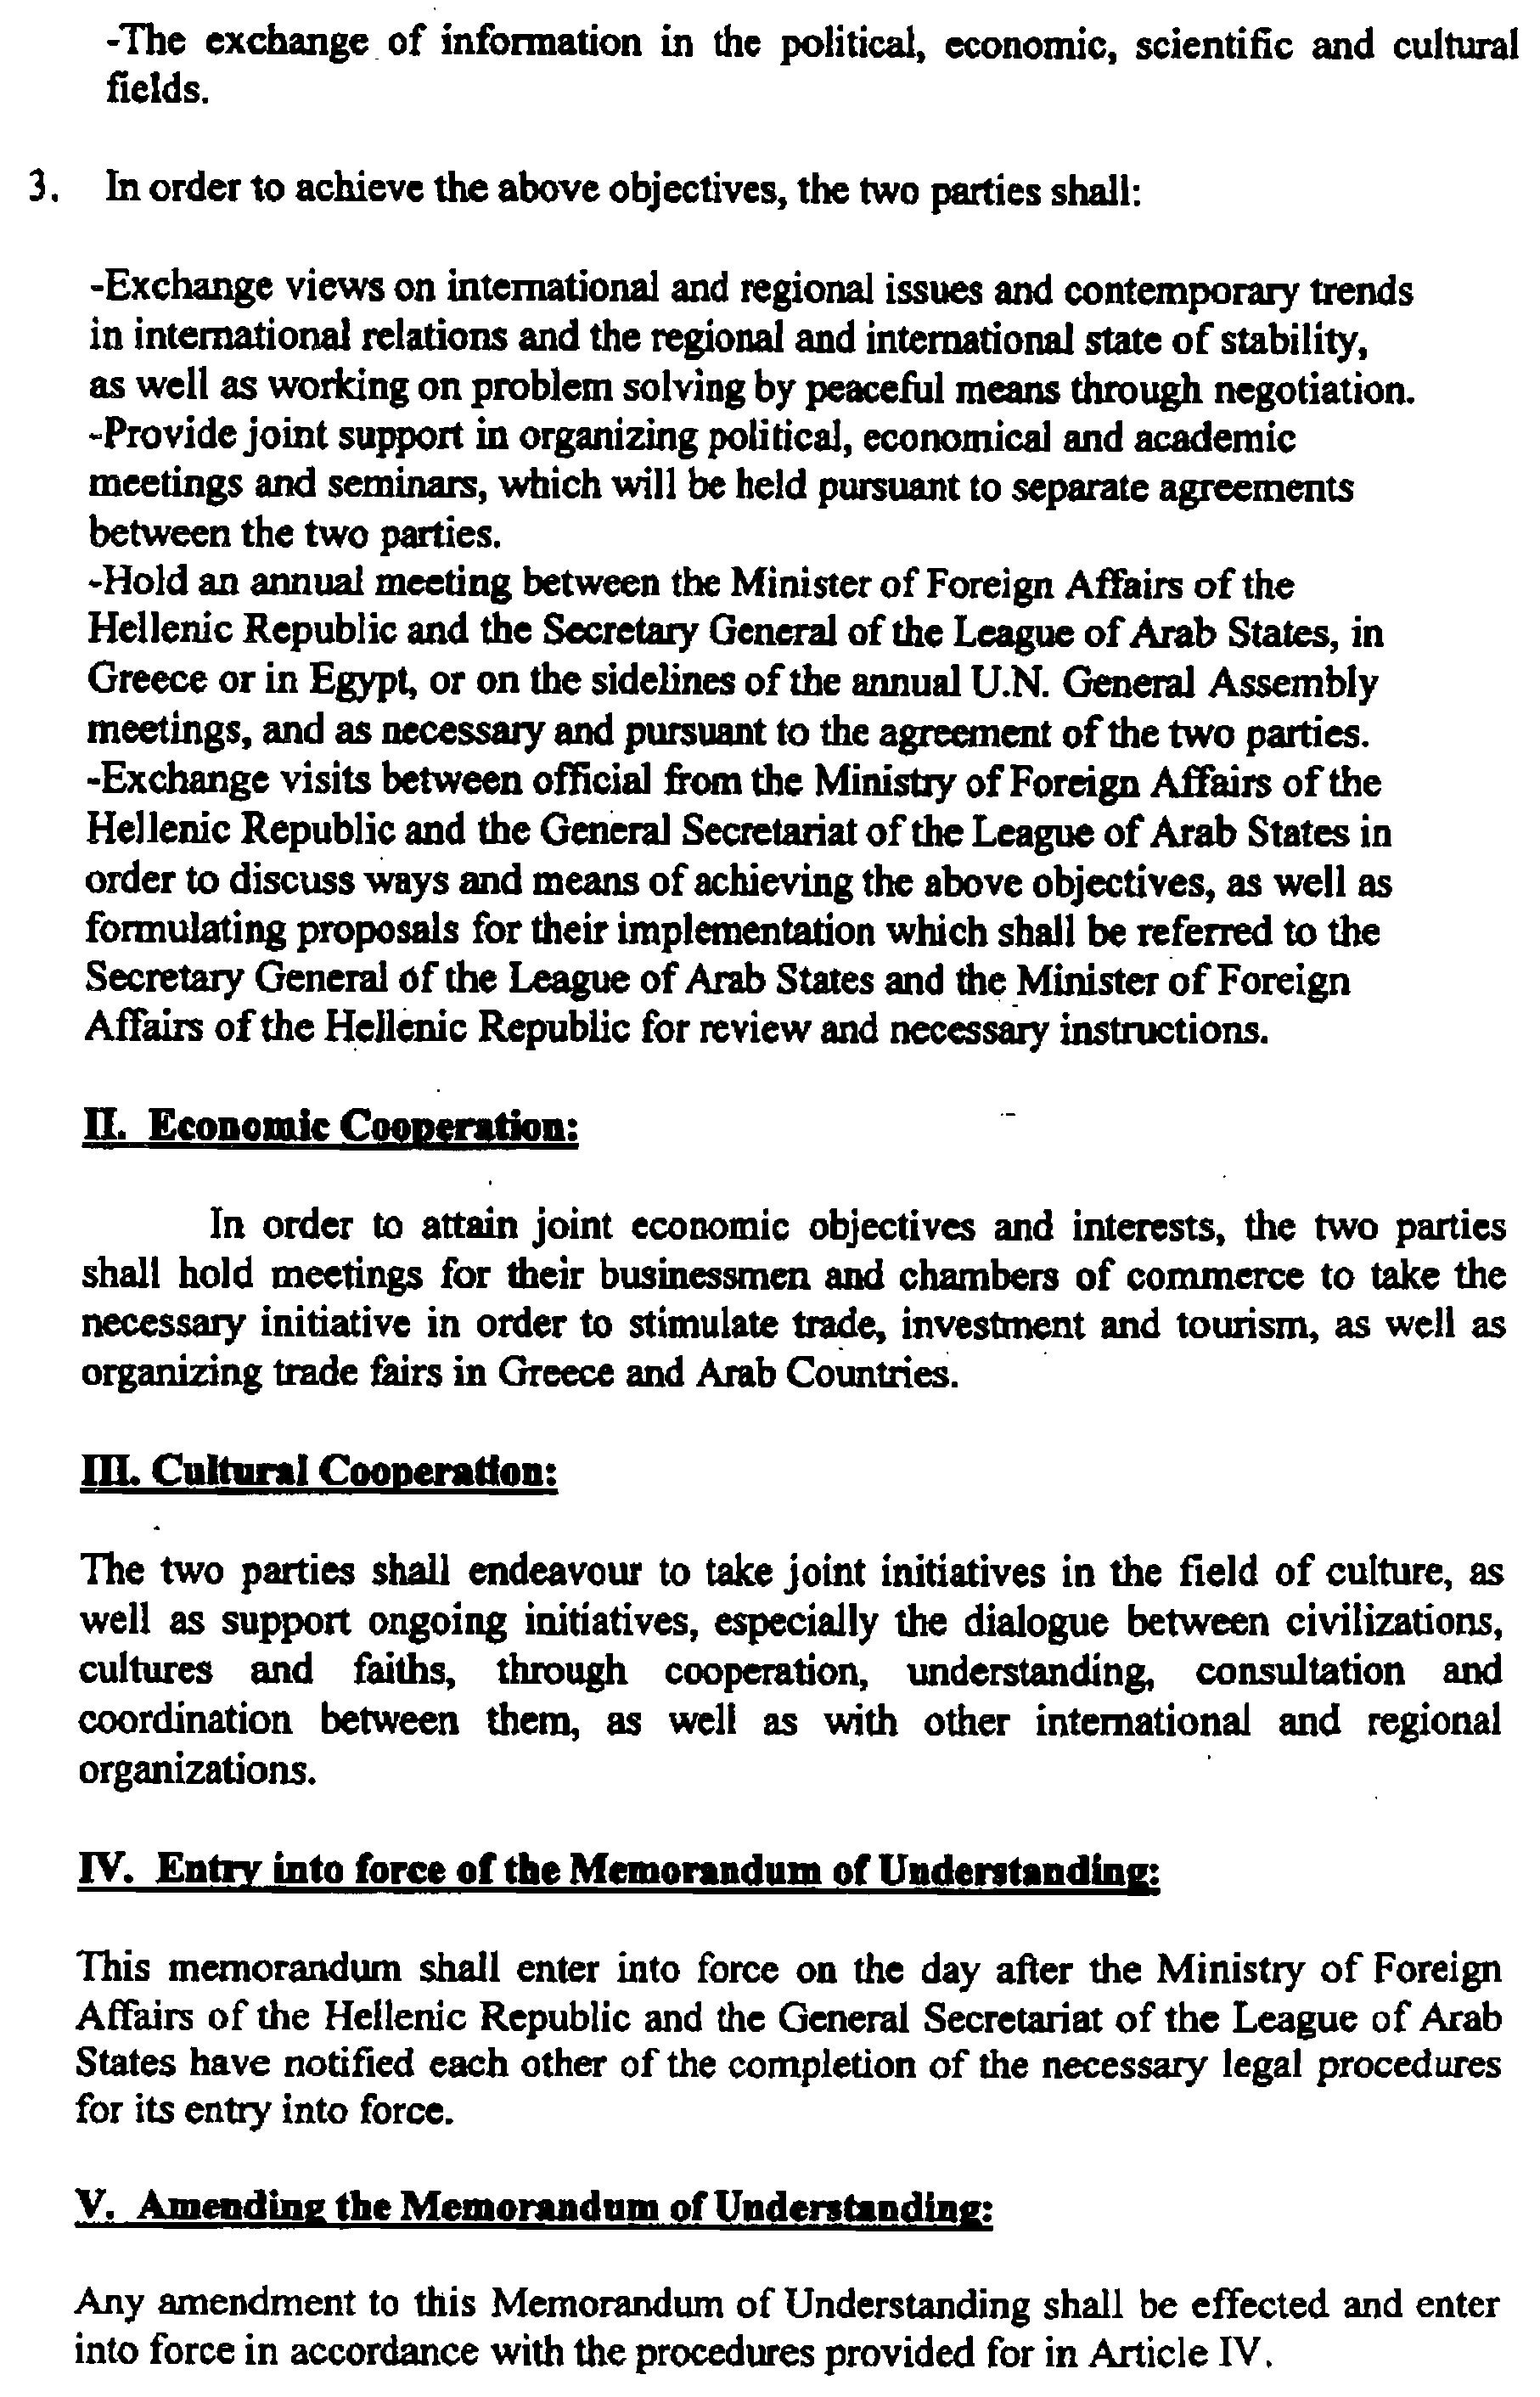 -The exchange of information in the political, economic, scientific and cultural
fields.
3. In order to achieve the above objectives, the two parties shall:
-Exchange views on international and regional issues and contemporary trends
in international relations and the regional and international state of stability,
as well as working on problem solving by peaceful means through negotiation.
-Provide joint support in organizing political, economical and academic
meetings and seminars, which will be held pursuant to separate agreements
between the two parties.
-Hold an annual meeting between the Minister of Foreign Affairs of the
Hellenic Republic and the Secretary General of the League of Arab States, in
Greece or in Egypt, or on the sidelines of the annual U.N. General Assembly
meetings, and as necessary and pursuant to the agreement of the two parties.
-Exchange visits between official from the Ministry of Foreign Affairs of the
Hellenic Republic and the General Secretariat of the League of Arab States in
order to discuss ways and means of achieving the above objectives, as well as
formulating proposals for their implementation which shall be referred to the
Secretary General of the League of Arab States and the Minister of Foreign
Affairs of the Hellenic Republic for review and necessary instructions.
II. Economic Cooperation:
In order to attain joint economic objectives and interests, the two parties
shall hold meetings for their businessmen and chambers of commerce to take the
necessary initiative in order to stimulate trade, investment and tourism, as well as
organizing trade fairs in Greece and Arab Countries.
III. Cultural Cooperation:
The two parties shall endeavour to take joint initiatives in the field of culture, as
well as support ongoing initiatives, especially the dialogue between civilizations,
cultures and faiths, through cooperation, understanding, consultation and
coordination between them, as well as with other international and regional
organizations.
IV. Entry into force of the Memorandum of Understanding:
This memorandum shall enter into force on the day after the Ministry of Foreign
Affairs of the Hellenic Republic and the General Secretariat of the League of Arab
States have notified each other of the completion of the necessary legal procedures
for its entry into force.
V. Amending the Memorandum of Understanding:
Any amendment to this Memorandum of Understanding shall be effected and enter
into force in accordance with the procedures provided for in Article IV.